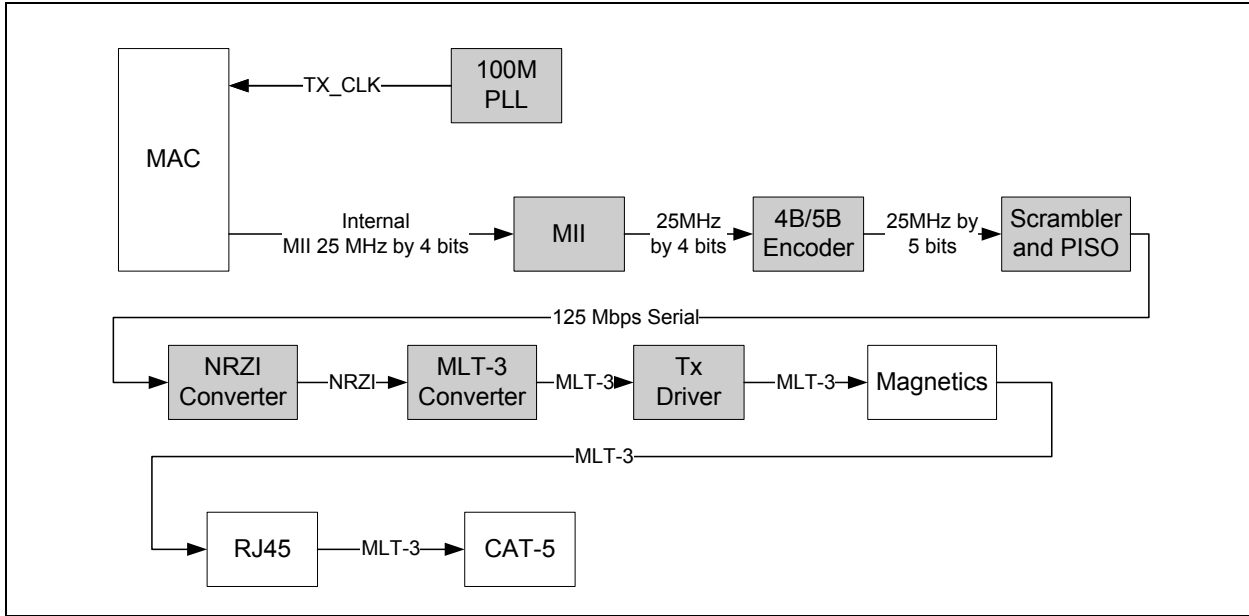 100M
PLL
TX_CLK
MAC
Internal
MII 25 MHz by 4 bits
MII
25MHz
by 4 bits
4B/5B
Encoder
25MHz by
5 bits
Scrambler
and PISO
125 Mbps Serial
NRZI
Converter
NRZI
MLT-3
Converter
MLT-3
Tx
Driver
MLT-3
Magnetics
MLT-3
RJ45
MLT-3
CAT-5